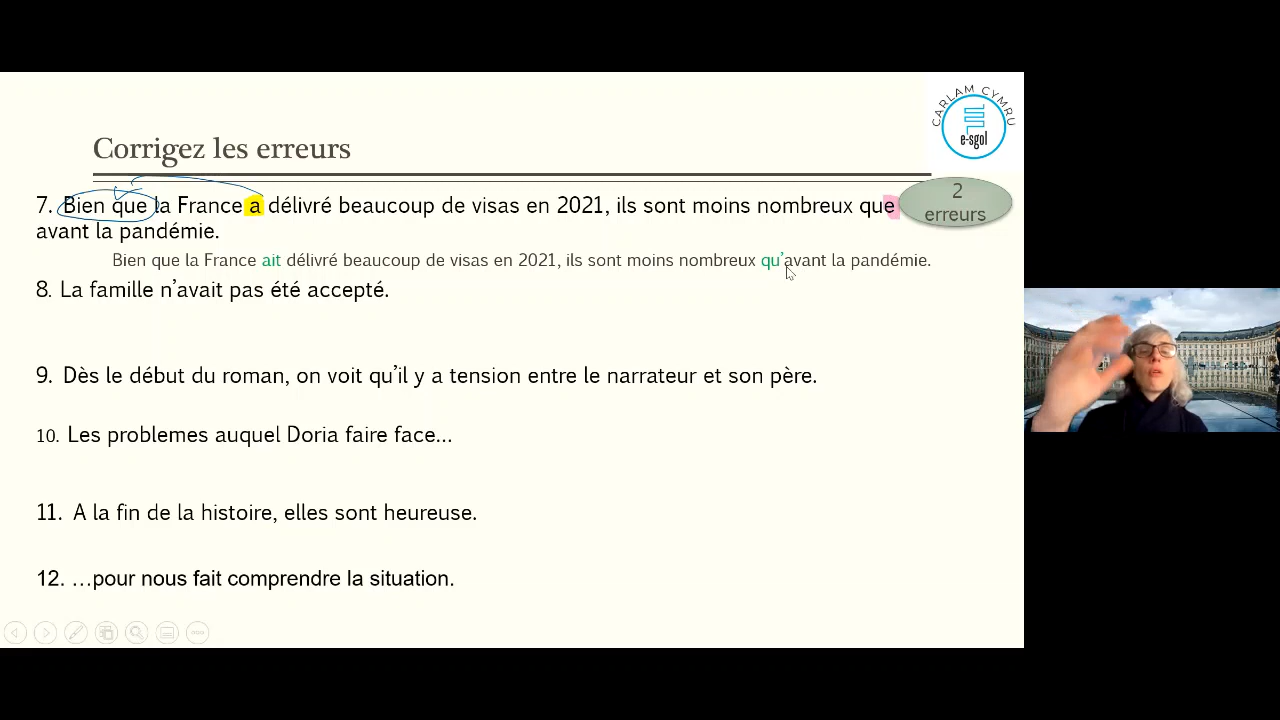 CARLAM CYMRU
e-sgol
Corrigez les erreurs
2
erreurs
7. Bien que la France a délivré beaucoup de visas en 2021, ils sont moins nombreux que
avant la pandémie.
Bien que la France ait délivré beaucoup de visas en 2021, ils sont moins nombreux qu’avant la pandémie.
8. La famille n’avait pas été accepté.
9. Dès le début du roman, on voit qu’il y a tension entre le narrateur et son père.
10. Les problemes auquel Doria faire face...
11. A la fin de la histoire, elles sont heureuse.
12. …pour nous fait comprendre la situation.